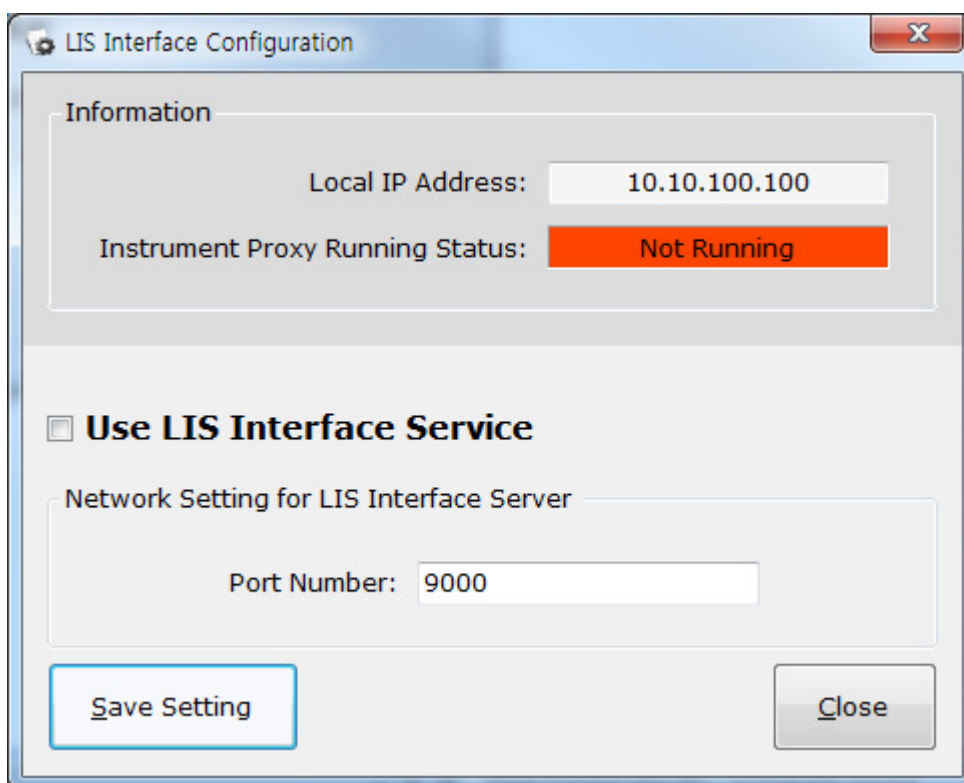 LIS Interface Configuration
Information
Local IP Address: 10.10.100.100
Instrument Proxy Running Status: Not Running
Use LIS Interface Service
Network Setting for LIS Interface Server
Port Number: 9000
Save Setting Close